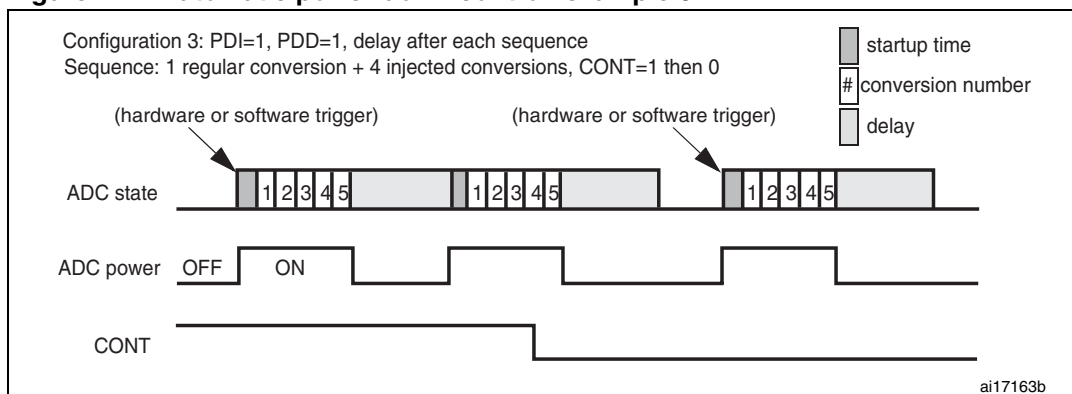 Configuration 3: PDI=1, PDD=1, delay after each sequence
Sequence: 1 regular conversion + 4 injected conversions, CONT=1 then 0
startup time
# conversion number
delay
(hardware or software trigger)
(hardware or software trigger)
ADC state
1 2 3 4 5
1 2 3 4 5
1 2 3 4 5
ADC power OFF ON
CONT
ai17163b